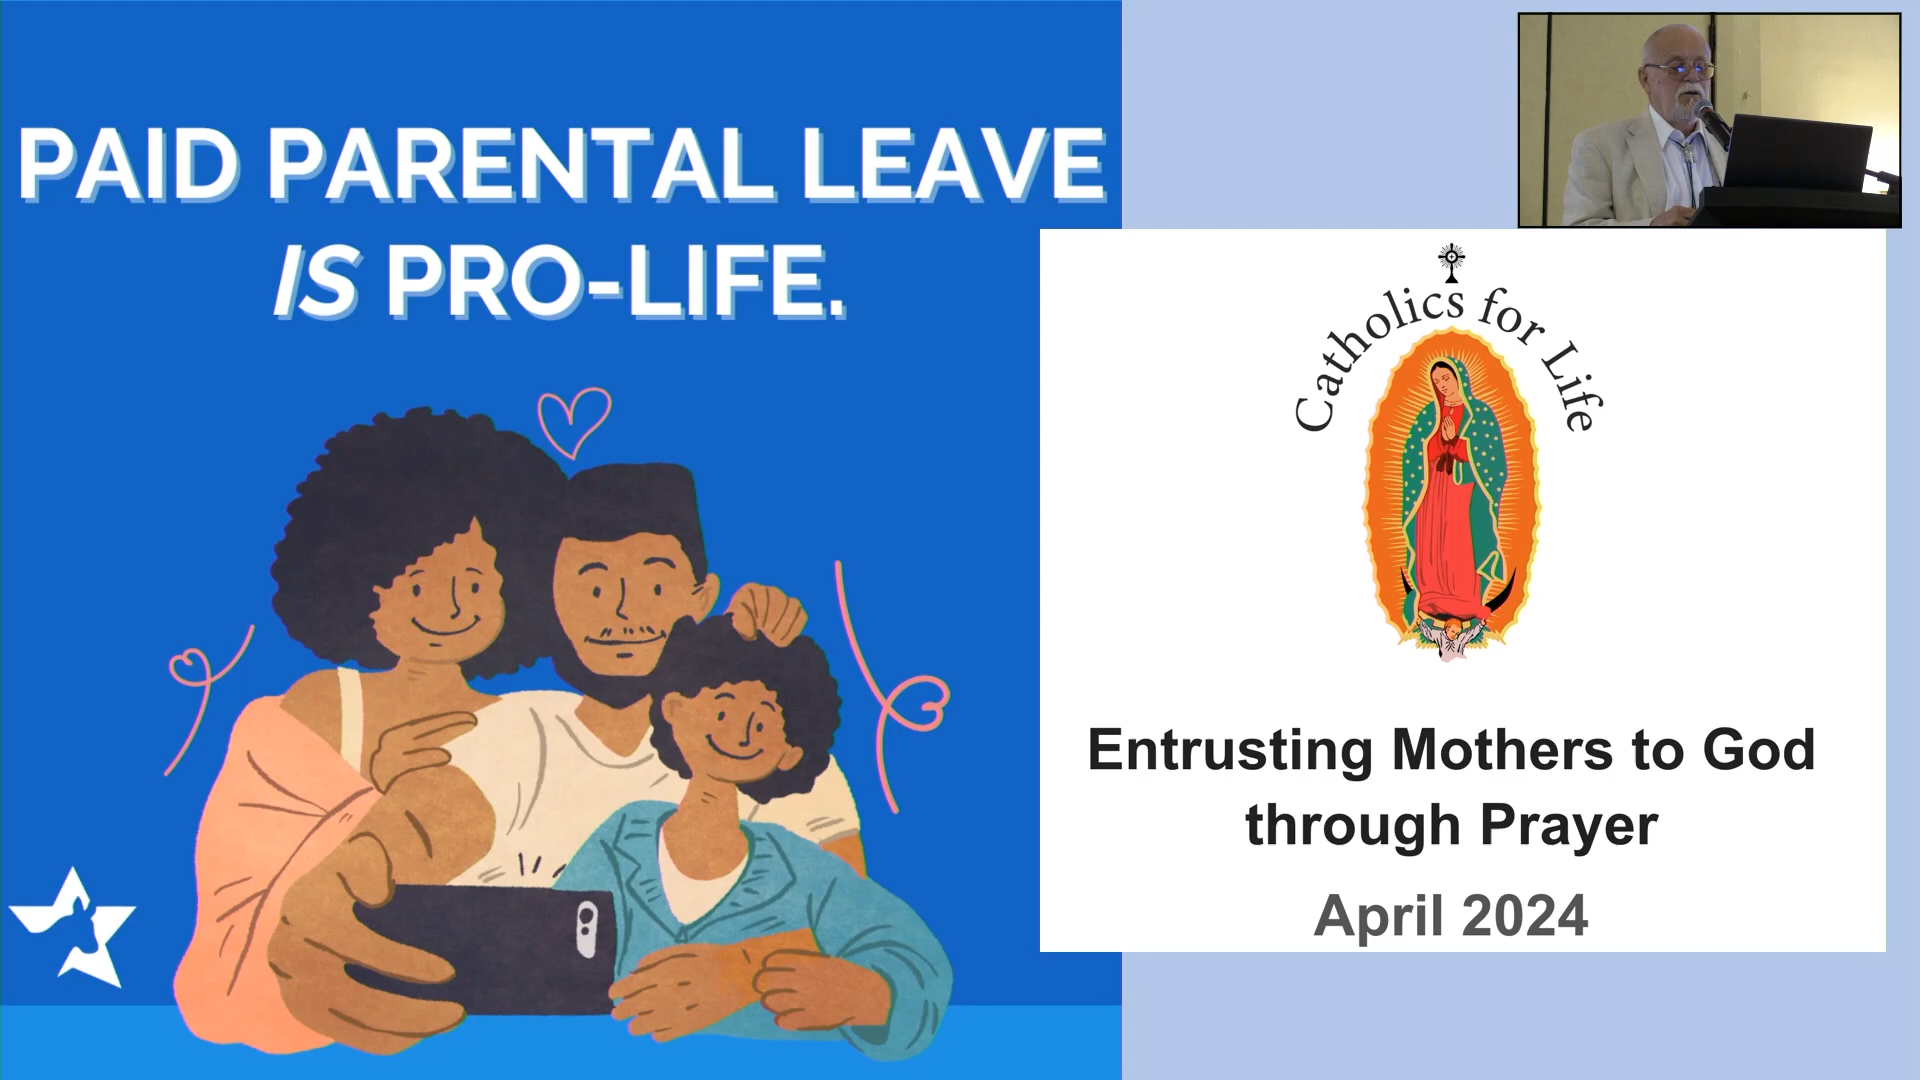 PAID PARENTAL LEAVE
IS PRO-LIFE.
Catholics for Life
Entrusting Mothers to God
through Prayer
April 2024